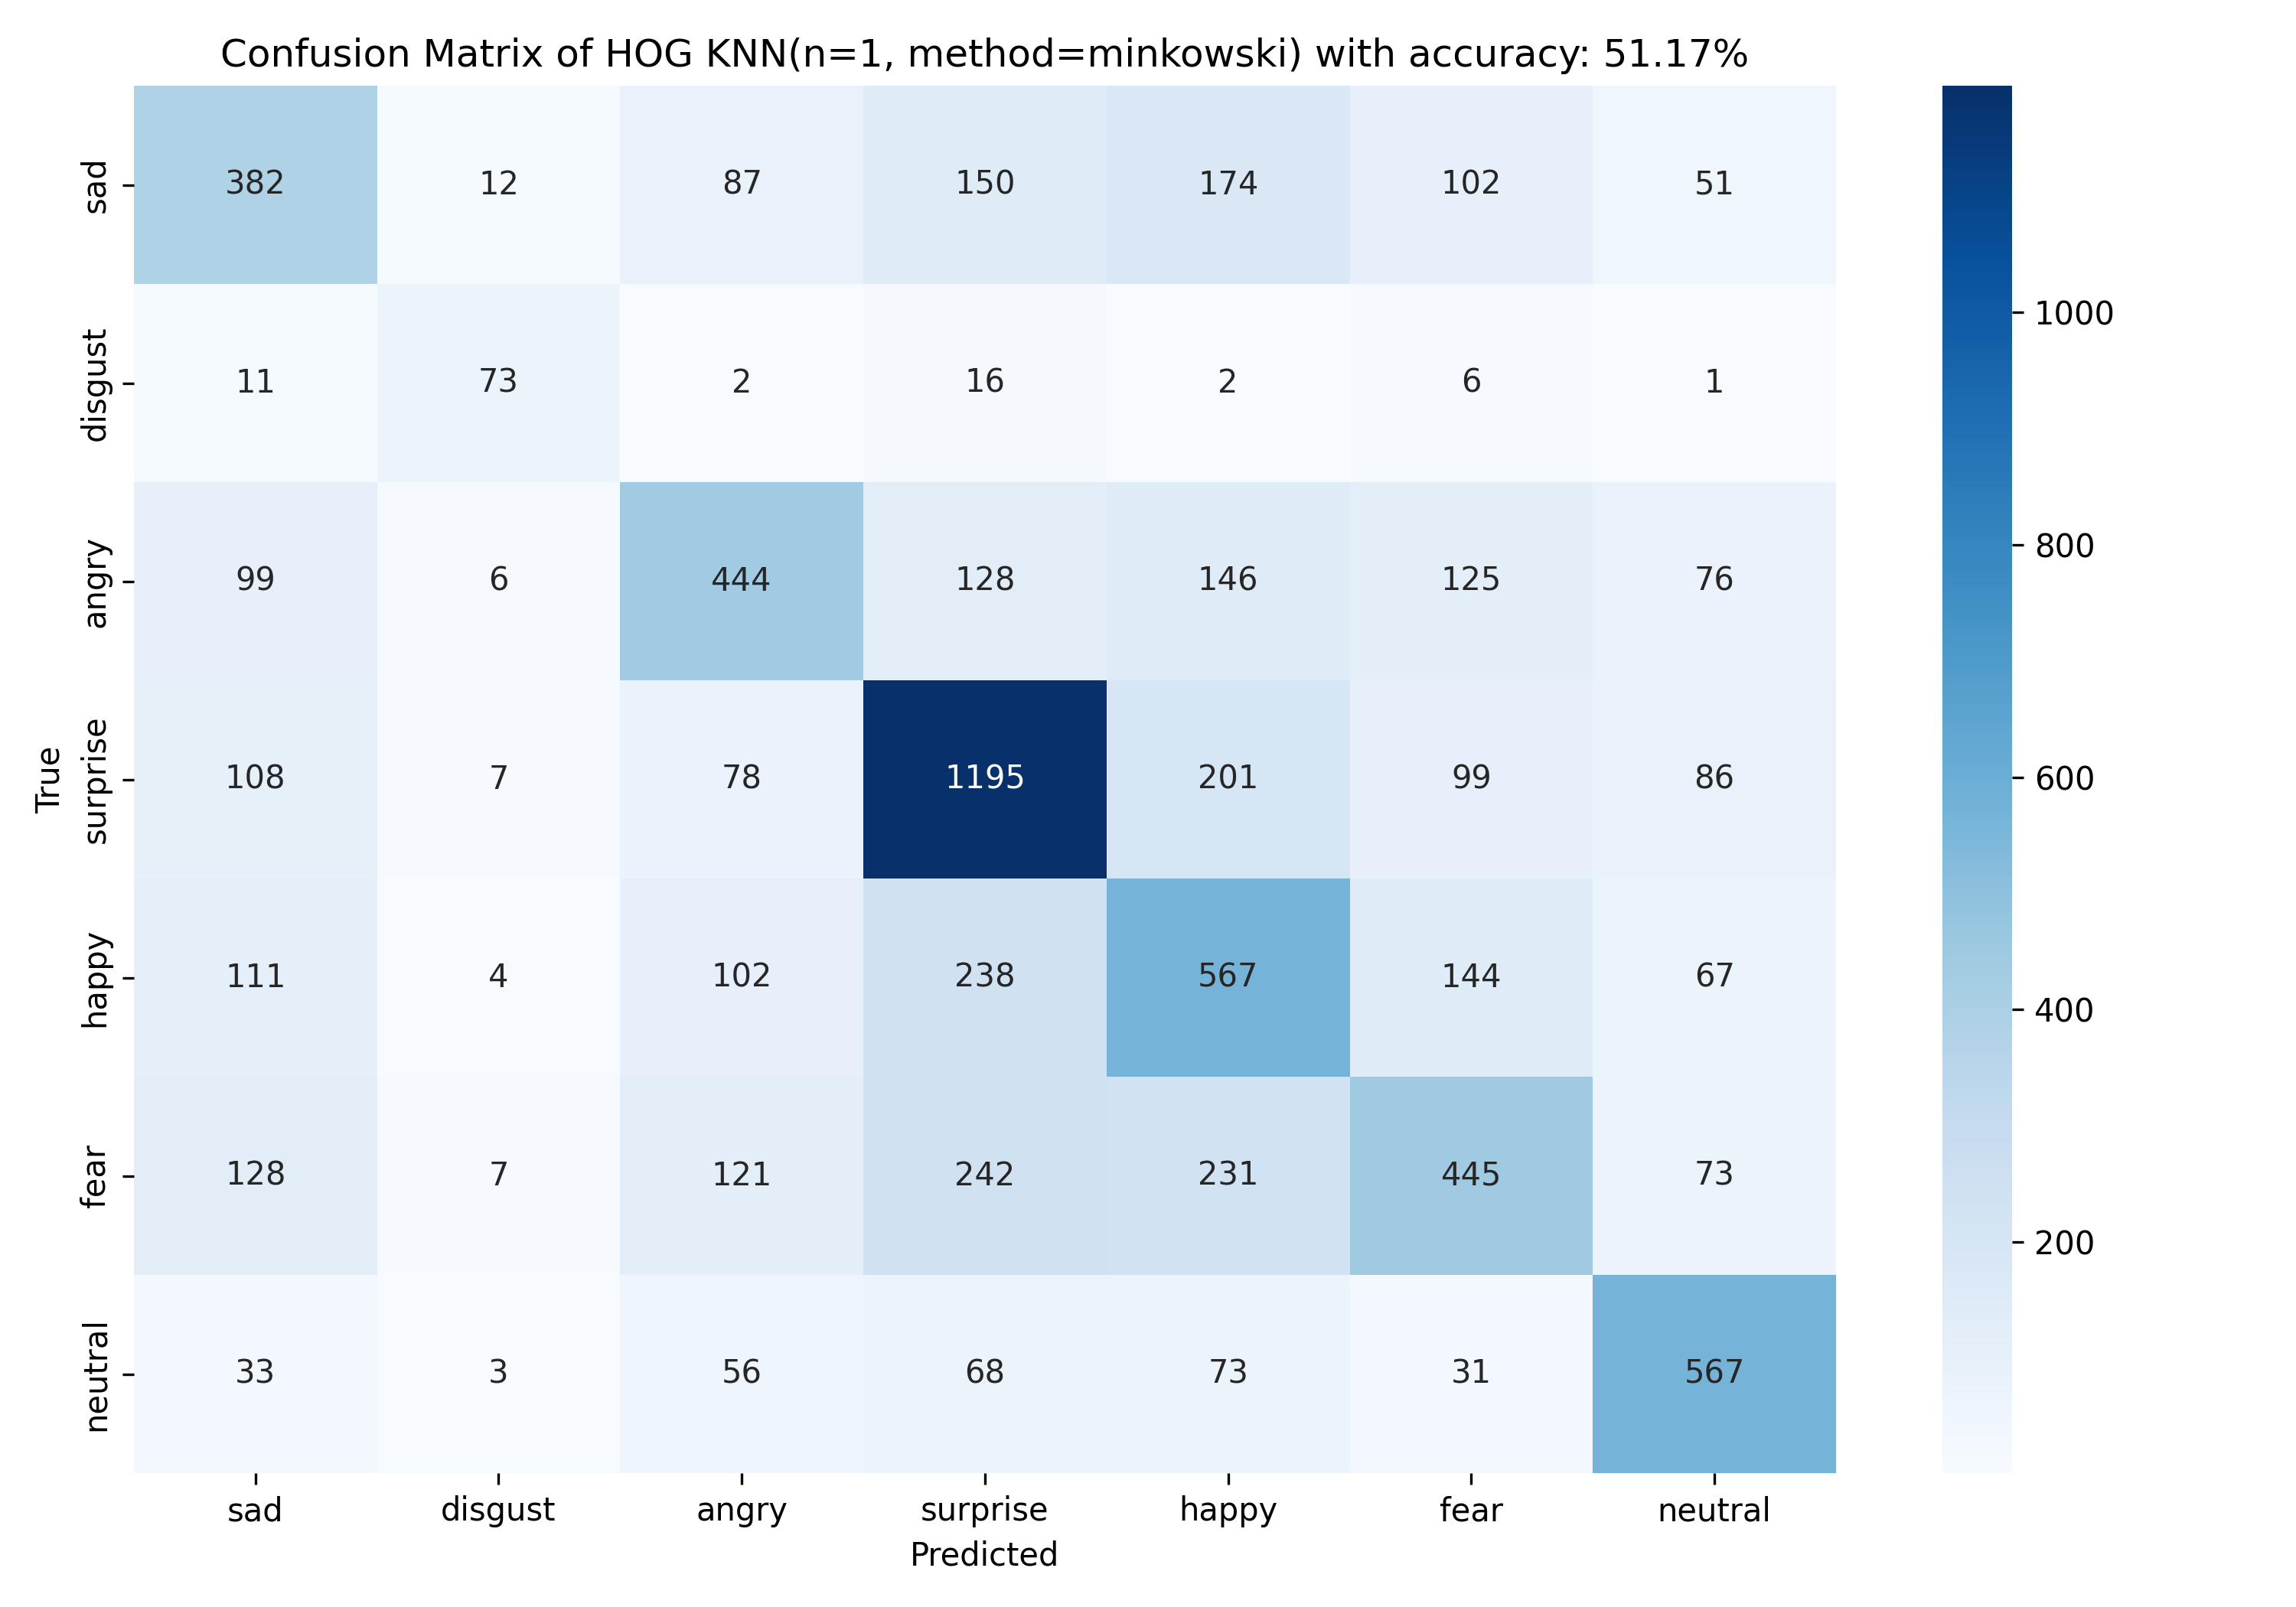 Confusion Matrix of HOG KNN(n=1, method=minkowski) with accuracy: 51.17%
True
sad 382 12 87 150 174 102 51
disgust 11 73 2 16 2 6 1
angry 99 6 444 128 146 125 76
surprise 108 7 78 1195 201 99 86
happy 111 4 102 238 567 144 67
fear 128 7 121 242 231 445 73
neutral 33 3 56 68 73 31 567
sad disgust angry surprise happy fear neutral
Predicted
1000
800
600
400
200